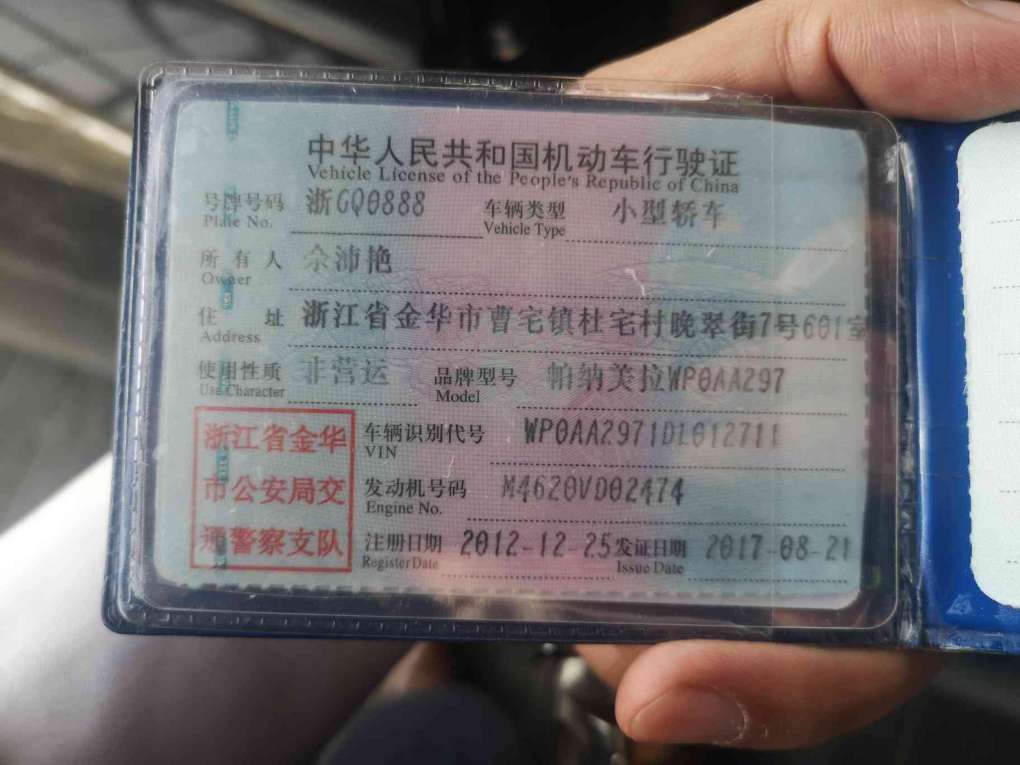 中华人民共和国机动车行驶证
Vehicle License of the People's Republic of China
号牌号码 浙GQ0888 车辆类型 小型轿车
Plate No. Vehicle Type
所有人 佘沛艳
Owner
住址 浙江省金华市曹宅镇杜宅村晚翠街7号601室
Address
使用性质 非营运 品牌型号 帕纳美拉WP0AA297
Use Character Model
浙江省金华
市公安局交
通警察支队
车辆识别代号 WP0AA2971DL012711
VIN
发动机号码 M4620VD02474
Engine No.
注册日期 2012-12-25 发证日期 2017-08-21
Register Date Issue Date